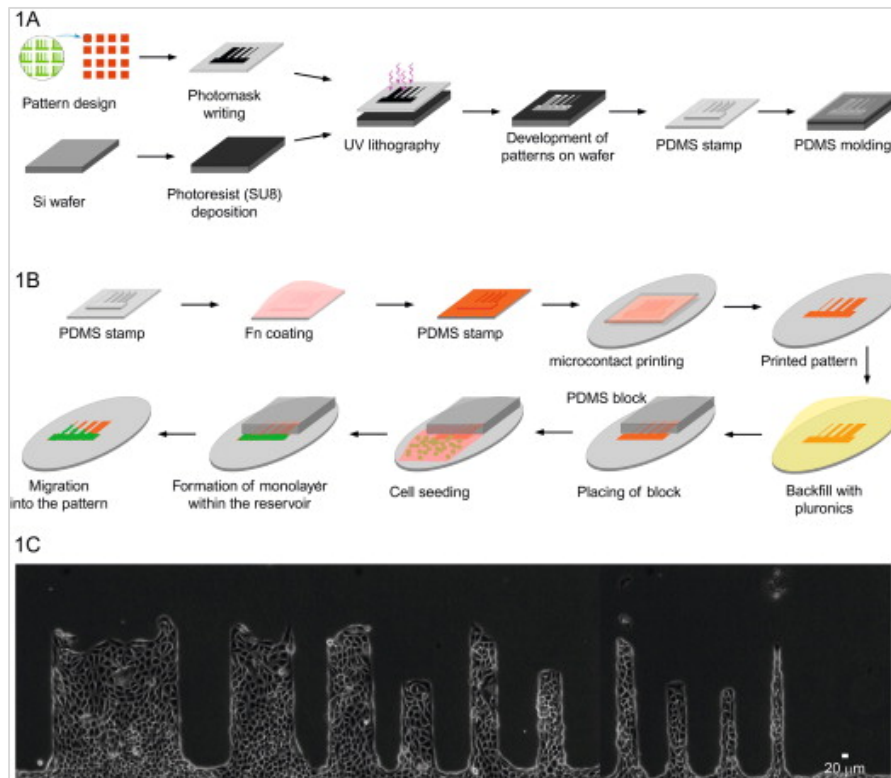 1A
Pattern design
Photomask
writing
Si wafer
Photoresist (SU8)
deposition
UV lithography
Development of
patterns on wafer
PDMS stamp
PDMS molding
1B
PDMS stamp
Fn coating
PDMS stamp
microcontact printing
Printed pattern
Migration
into the pattern
Formation of monolayer
within the reservoir
Cell seeding
PDMS block
Placing of block
Backfill with
pluronics
1C
20 μm